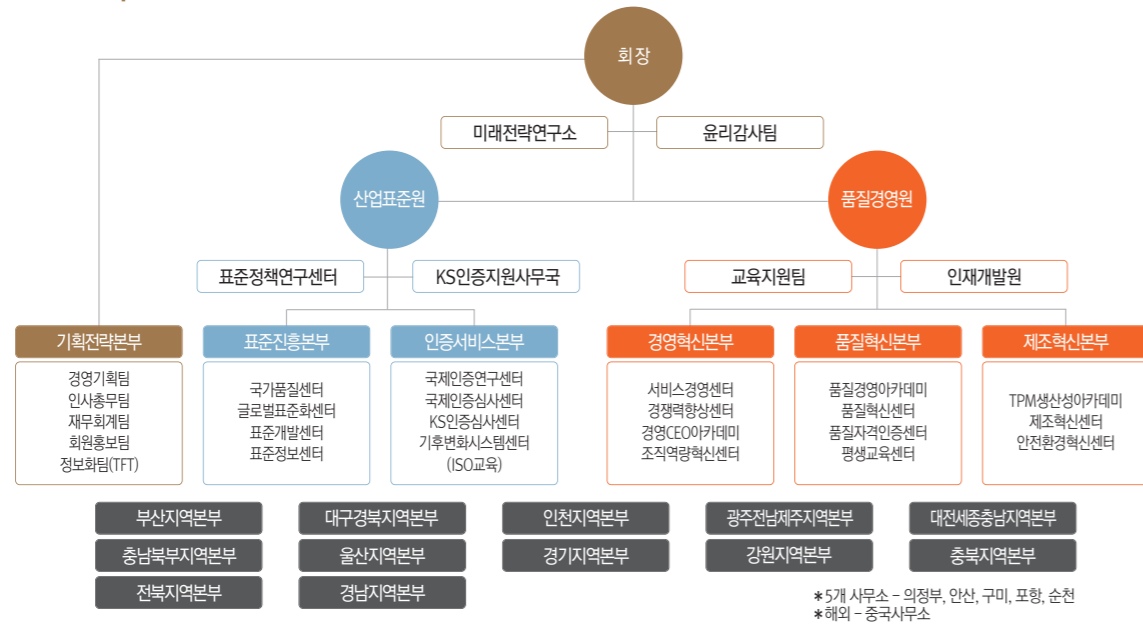 회장
미래전략연구소
윤리감사팀
산업표준원
품질경영원
표준정책연구센터
KS인증지원사무국
교육지원팀
인재개발원
기획전략본부
경영기획팀
인사총무팀
재무회계팀
회원홍보팀
정보화팀(TFT)
표준진흥본부
국가품질센터
글로벌표준화센터
표준개발센터
표준정보센터
인증서비스본부
국제인증연구센터
국제인증심사센터
KS인증심사센터
기후변화시스템센터
(ISO교육)
경영혁신본부
서비스경영센터
경쟁력향상센터
경영CEO아카데미
조직역량혁신센터
품질혁신본부
품질경영아카데미
품질혁신센터
품질자격인증센터
평생교육센터
제조혁신본부
TPM생산성아카데미
제조혁신센터
안전환경혁신센터
부산지역본부
대구경북지역본부
인천지역본부
광주전남제주지역본부
대전세종충남지역본부
충남북부지역본부
울산지역본부
경기지역본부
강원지역본부
충북지역본부
전북지역본부
경남지역본부
*5개 사무소 - 의정부, 안산, 구미, 포항, 순천
*해외 - 중국사무소